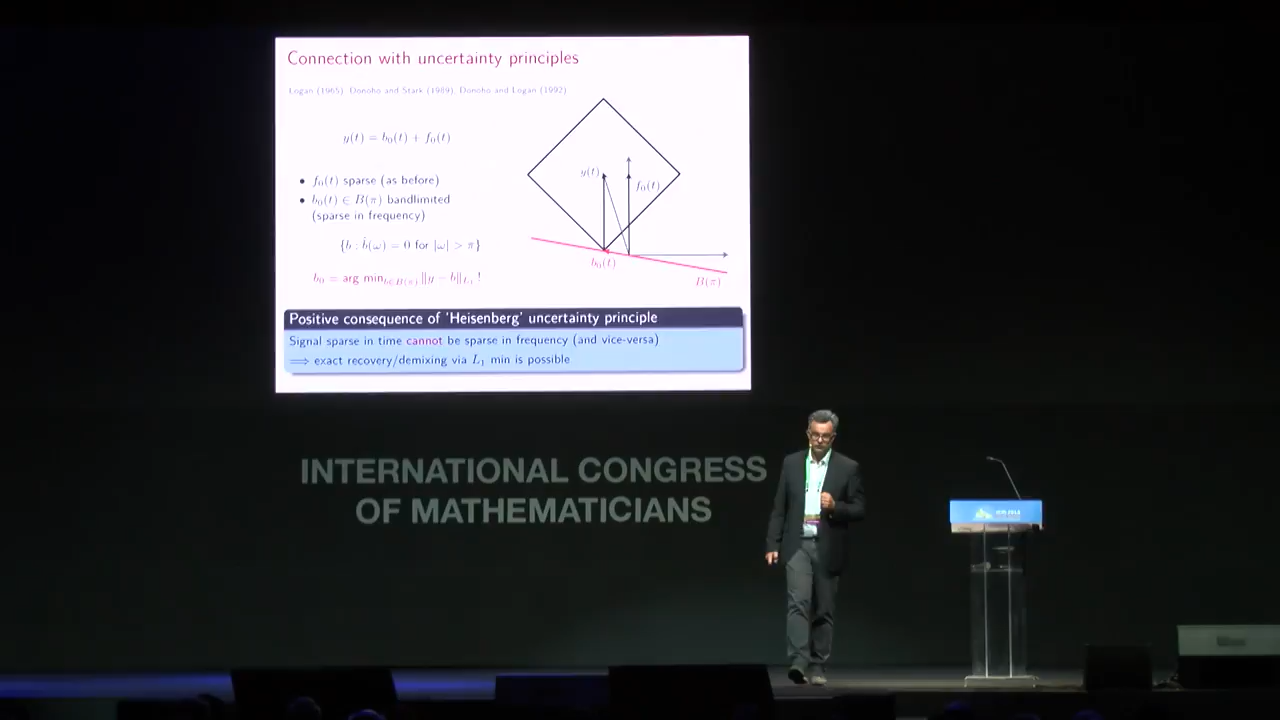 Connection with uncertainty principles
Logan (1965), Donoho and Stark (1989), Donoho and Logan (1992)
y(t) = b₀(t) + f₀(t)
• f₀(t) sparse (as before)
• b₀(t) ∈ B(π) bandlimited
(sparse in frequency)
{b : b̂(ω) = 0 for |ω| > π}
b₀ = arg min_{b∈B(π)} ‖y − b‖_{L₁} !
y(t)
f₀(t)
b₀(t)
B(π)
Positive consequence of 'Heisenberg' uncertainty principle
Signal sparse in time cannot be sparse in frequency (and vice-versa)
⟹ exact recovery/demixing via L₁ min is possible
INTERNATIONAL CONGRESS
OF MATHEMATICIANS